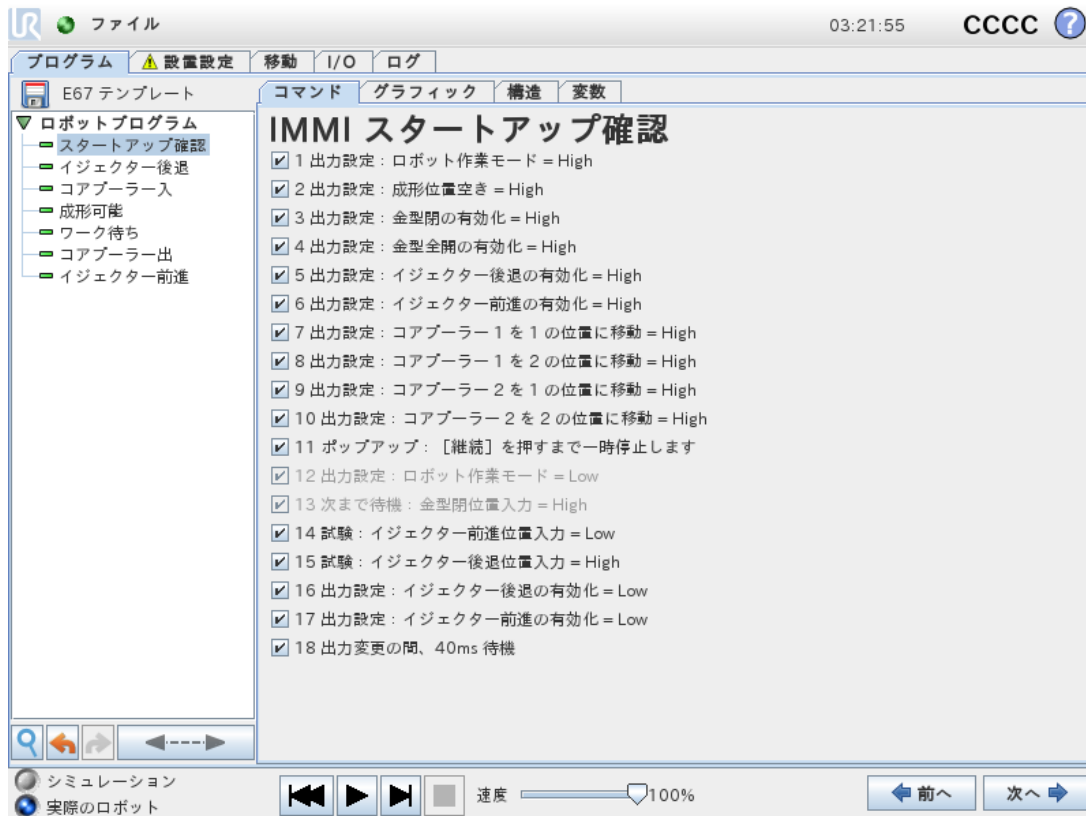 UR ファイル 03:21:55 CCCC ?
プログラム 設置設定 移動 I/O ログ
E67 テンプレート
コマンド グラフィック 構造 変数
ロボットプログラム
スタートアップ確認
イジェクター後退
コアプーラー入
成形可能
ワーク待ち
コアプーラー出
イジェクター前進
IMMI スタートアップ確認
1 出力設定：ロボット作業モード = High
2 出力設定：成形位置空き = High
3 出力設定：金型閉の有効化 = High
4 出力設定：金型全開の有効化 = High
5 出力設定：イジェクター後退の有効化 = High
6 出力設定：イジェクター前進の有効化 = High
7 出力設定：コアプーラー 1 を 1 の位置に移動 = High
8 出力設定：コアプーラー 1 を 2 の位置に移動 = High
9 出力設定：コアプーラー 2 を 1 の位置に移動 = High
10 出力設定：コアプーラー 2 を 2 の位置に移動 = High
11 ポップアップ：［継続］を押すまで一時停止します
12 出力設定：ロボット作業モード = Low
13 次まで待機：金型閉位置入力 = High
14 試験：イジェクター前進位置入力 = Low
15 試験：イジェクター後退位置入力 = High
16 出力設定：イジェクター後退の有効化 = Low
17 出力設定：イジェクター前進の有効化 = Low
18 出力変更の間、40ms 待機
シミュレーション
実際のロボット
速度 100%
前へ 次へ